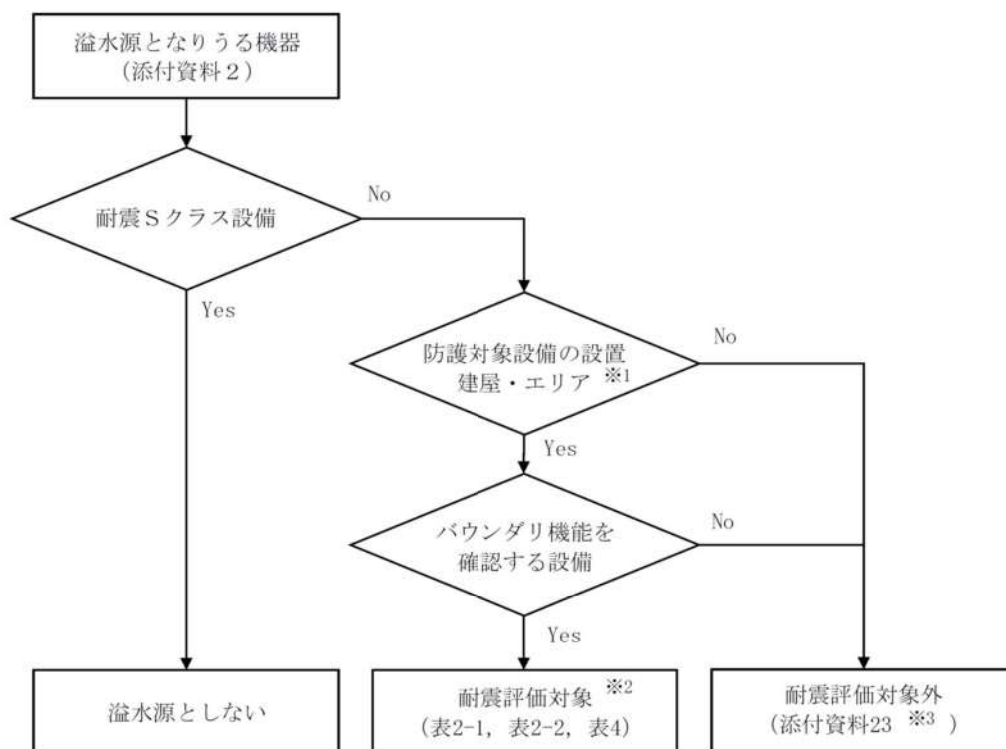 溢水源となりうる機器
(添付資料２)
耐震Ｓクラス設備
No
Yes
防護対象設備の設置
建屋・エリア ※1
No
Yes
バウンダリ機能を
確認する設備
No
Yes
溢水源としない
耐震評価対象 ※2
(表2-1, 表2-2, 表4)
耐震評価対象外
(添付資料23 ※3 )